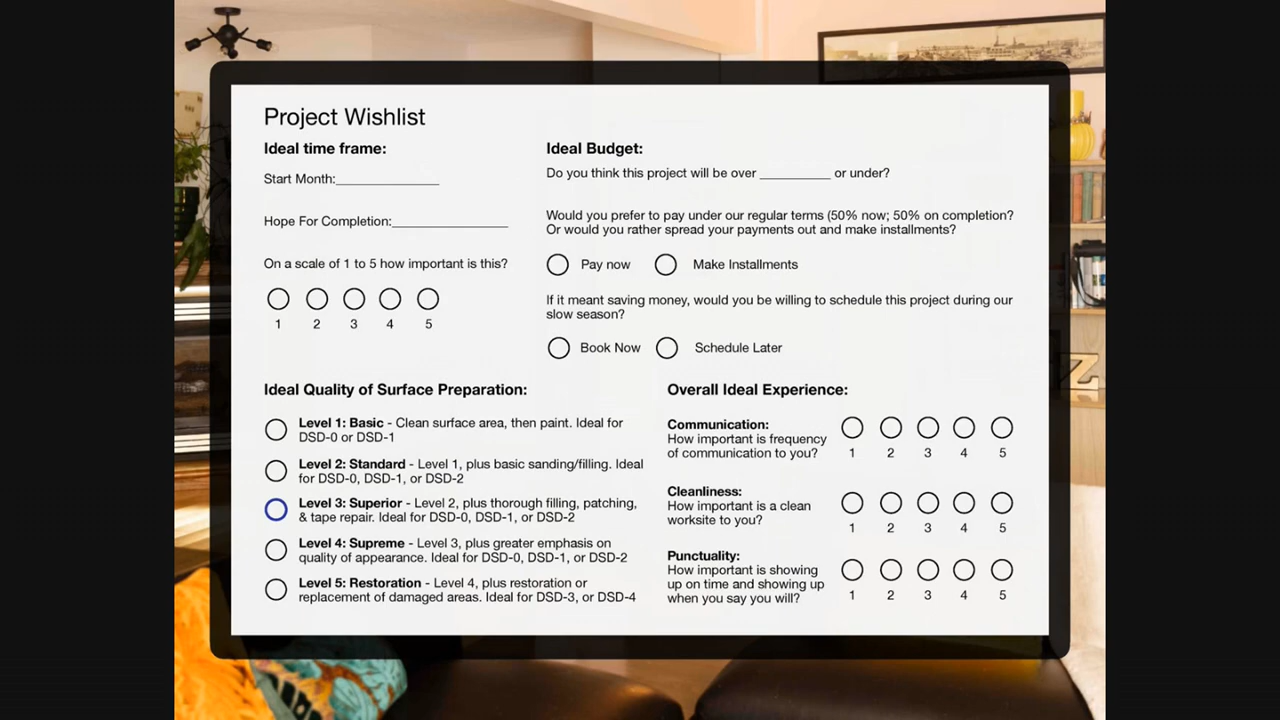 Project Wishlist
Ideal time frame:
Start Month:_______________
Hope For Completion:_________________
On a scale of 1 to 5 how important is this?
1 2 3 4 5
Ideal Budget:
Do you think this project will be over __________ or under?
Would you prefer to pay under our regular terms (50% now; 50% on completion?
Or would you rather spread your payments out and make installments?
Pay now Make Installments
If it meant saving money, would you be willing to schedule this project during our
slow season?
Book Now Schedule Later
Ideal Quality of Surface Preparation:
Level 1: Basic - Clean surface area, then paint. Ideal for
DSD-0 or DSD-1
Level 2: Standard - Level 1, plus basic sanding/filling. Ideal
for DSD-0, DSD-1, or DSD-2
Level 3: Superior - Level 2, plus thorough filling, patching,
& tape repair. Ideal for DSD-0, DSD-1, or DSD-2
Level 4: Supreme - Level 3, plus greater emphasis on
quality of appearance. Ideal for DSD-0, DSD-1, or DSD-2
Level 5: Restoration - Level 4, plus restoration or
replacement of damaged areas. Ideal for DSD-3, or DSD-4
Overall Ideal Experience:
Communication:
How important is frequency
of communication to you?
1 2 3 4 5
Cleanliness:
How important is a clean
worksite to you?
1 2 3 4 5
Punctuality:
How important is showing
up on time and showing up
when you say you will?
1 2 3 4 5
Z